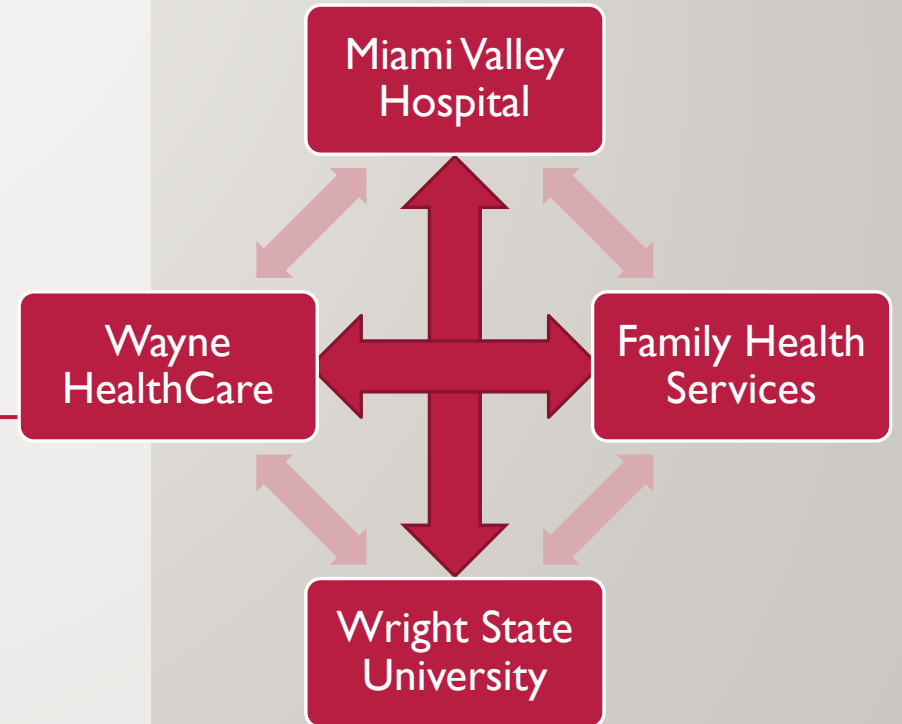 Miami Valley
Hospital
Wayne
HealthCare
Family Health
Services
Wright State
University